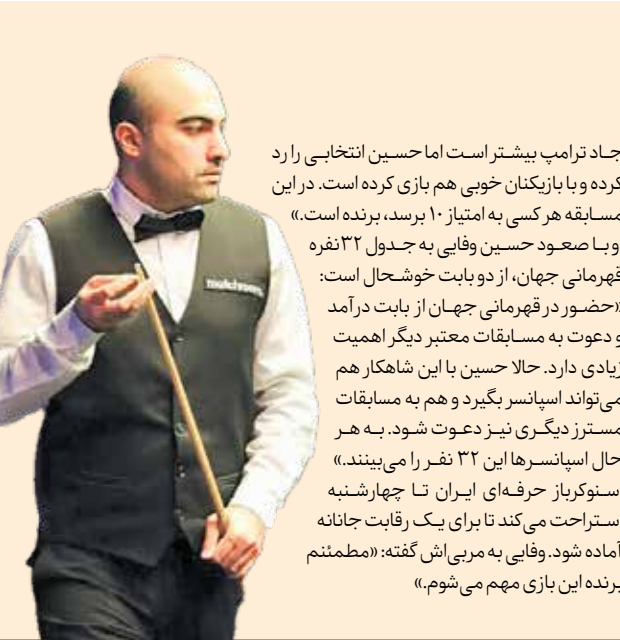 جاد ترامپ بیشتر است اما حسین انتخابی را رد
کرده و با بازیکنان خوبی هم بازی کرده است. در این
مسابقه هر کسی به امتیاز ۱۰ برسد، برنده است.»
و با صعود حسین وفایی به جدول ۳۲نفره
قهرمانی جهان، از دو بابت خوشحال است:
«حضور در قهرمانی جهان از بابت درآمد
و دعوت به مسابقات معتبر دیگر اهمیت
زیادی دارد. حالا حسین با این شاهکار هم
می‌تواند اسپانسر بگیرد و هم به مسابقات
مسترز دیگری نیز دعوت شود. به هر
حال اسپانسرها این ۳۲ نفر را می‌بینند.»
سنوکرباز حرفه‌ای ایران تا چهارشنبه
ستراحت می‌کند تا برای یک رقابت جانانه
آماده شود. وفایی به مربی‌اش گفته: «مطمئنم
برنده این بازی مهم می‌شوم.»